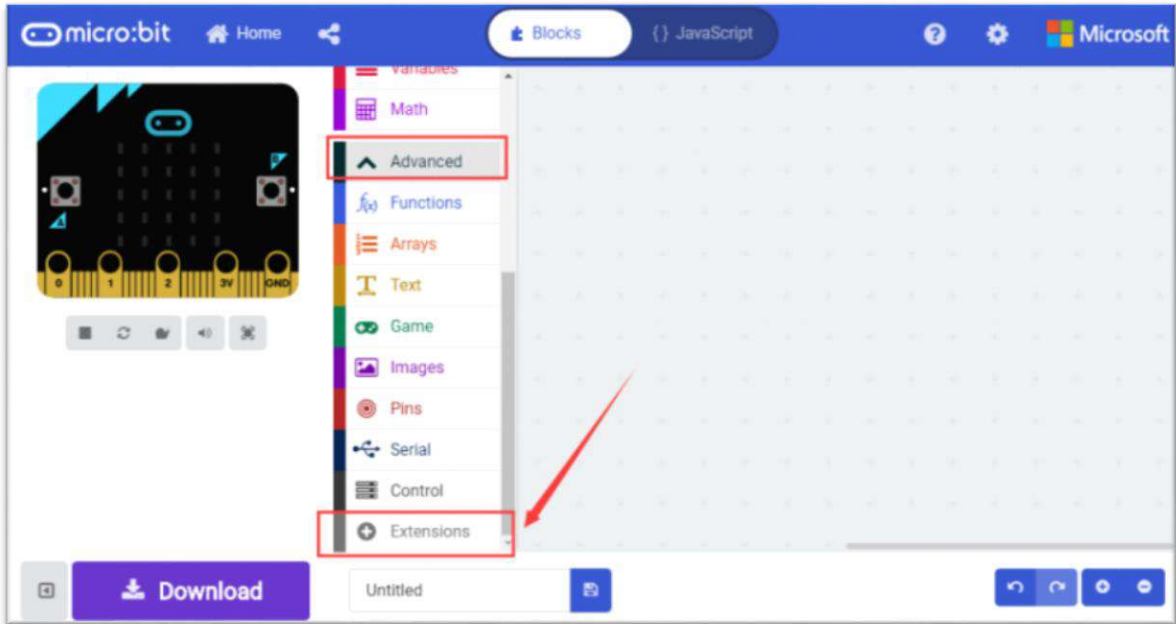 micro:bit Home Blocks {} JavaScript Microsoft
Variables
Math
Advanced
f(x) Functions
Arrays
Text
Game
Images
Pins
Serial
Control
Extensions
B
A
0 1 2 3V GND
Download Untitled